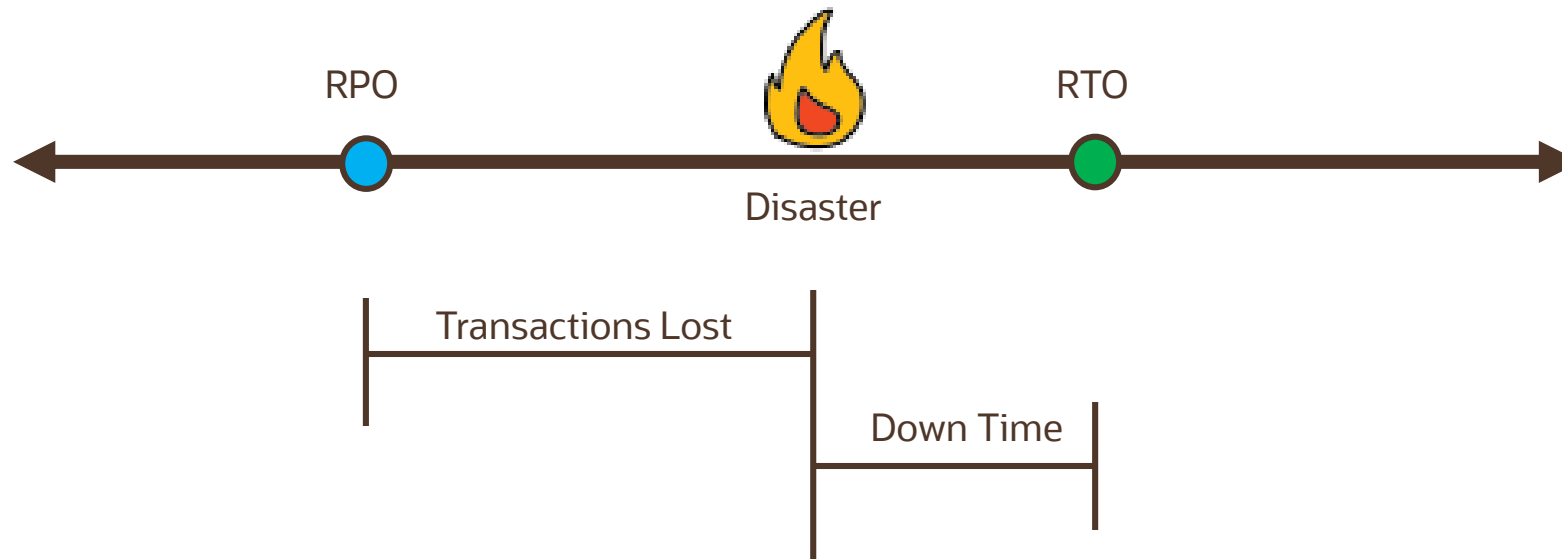 RPO
RTO
Disaster
Transactions Lost
Down Time